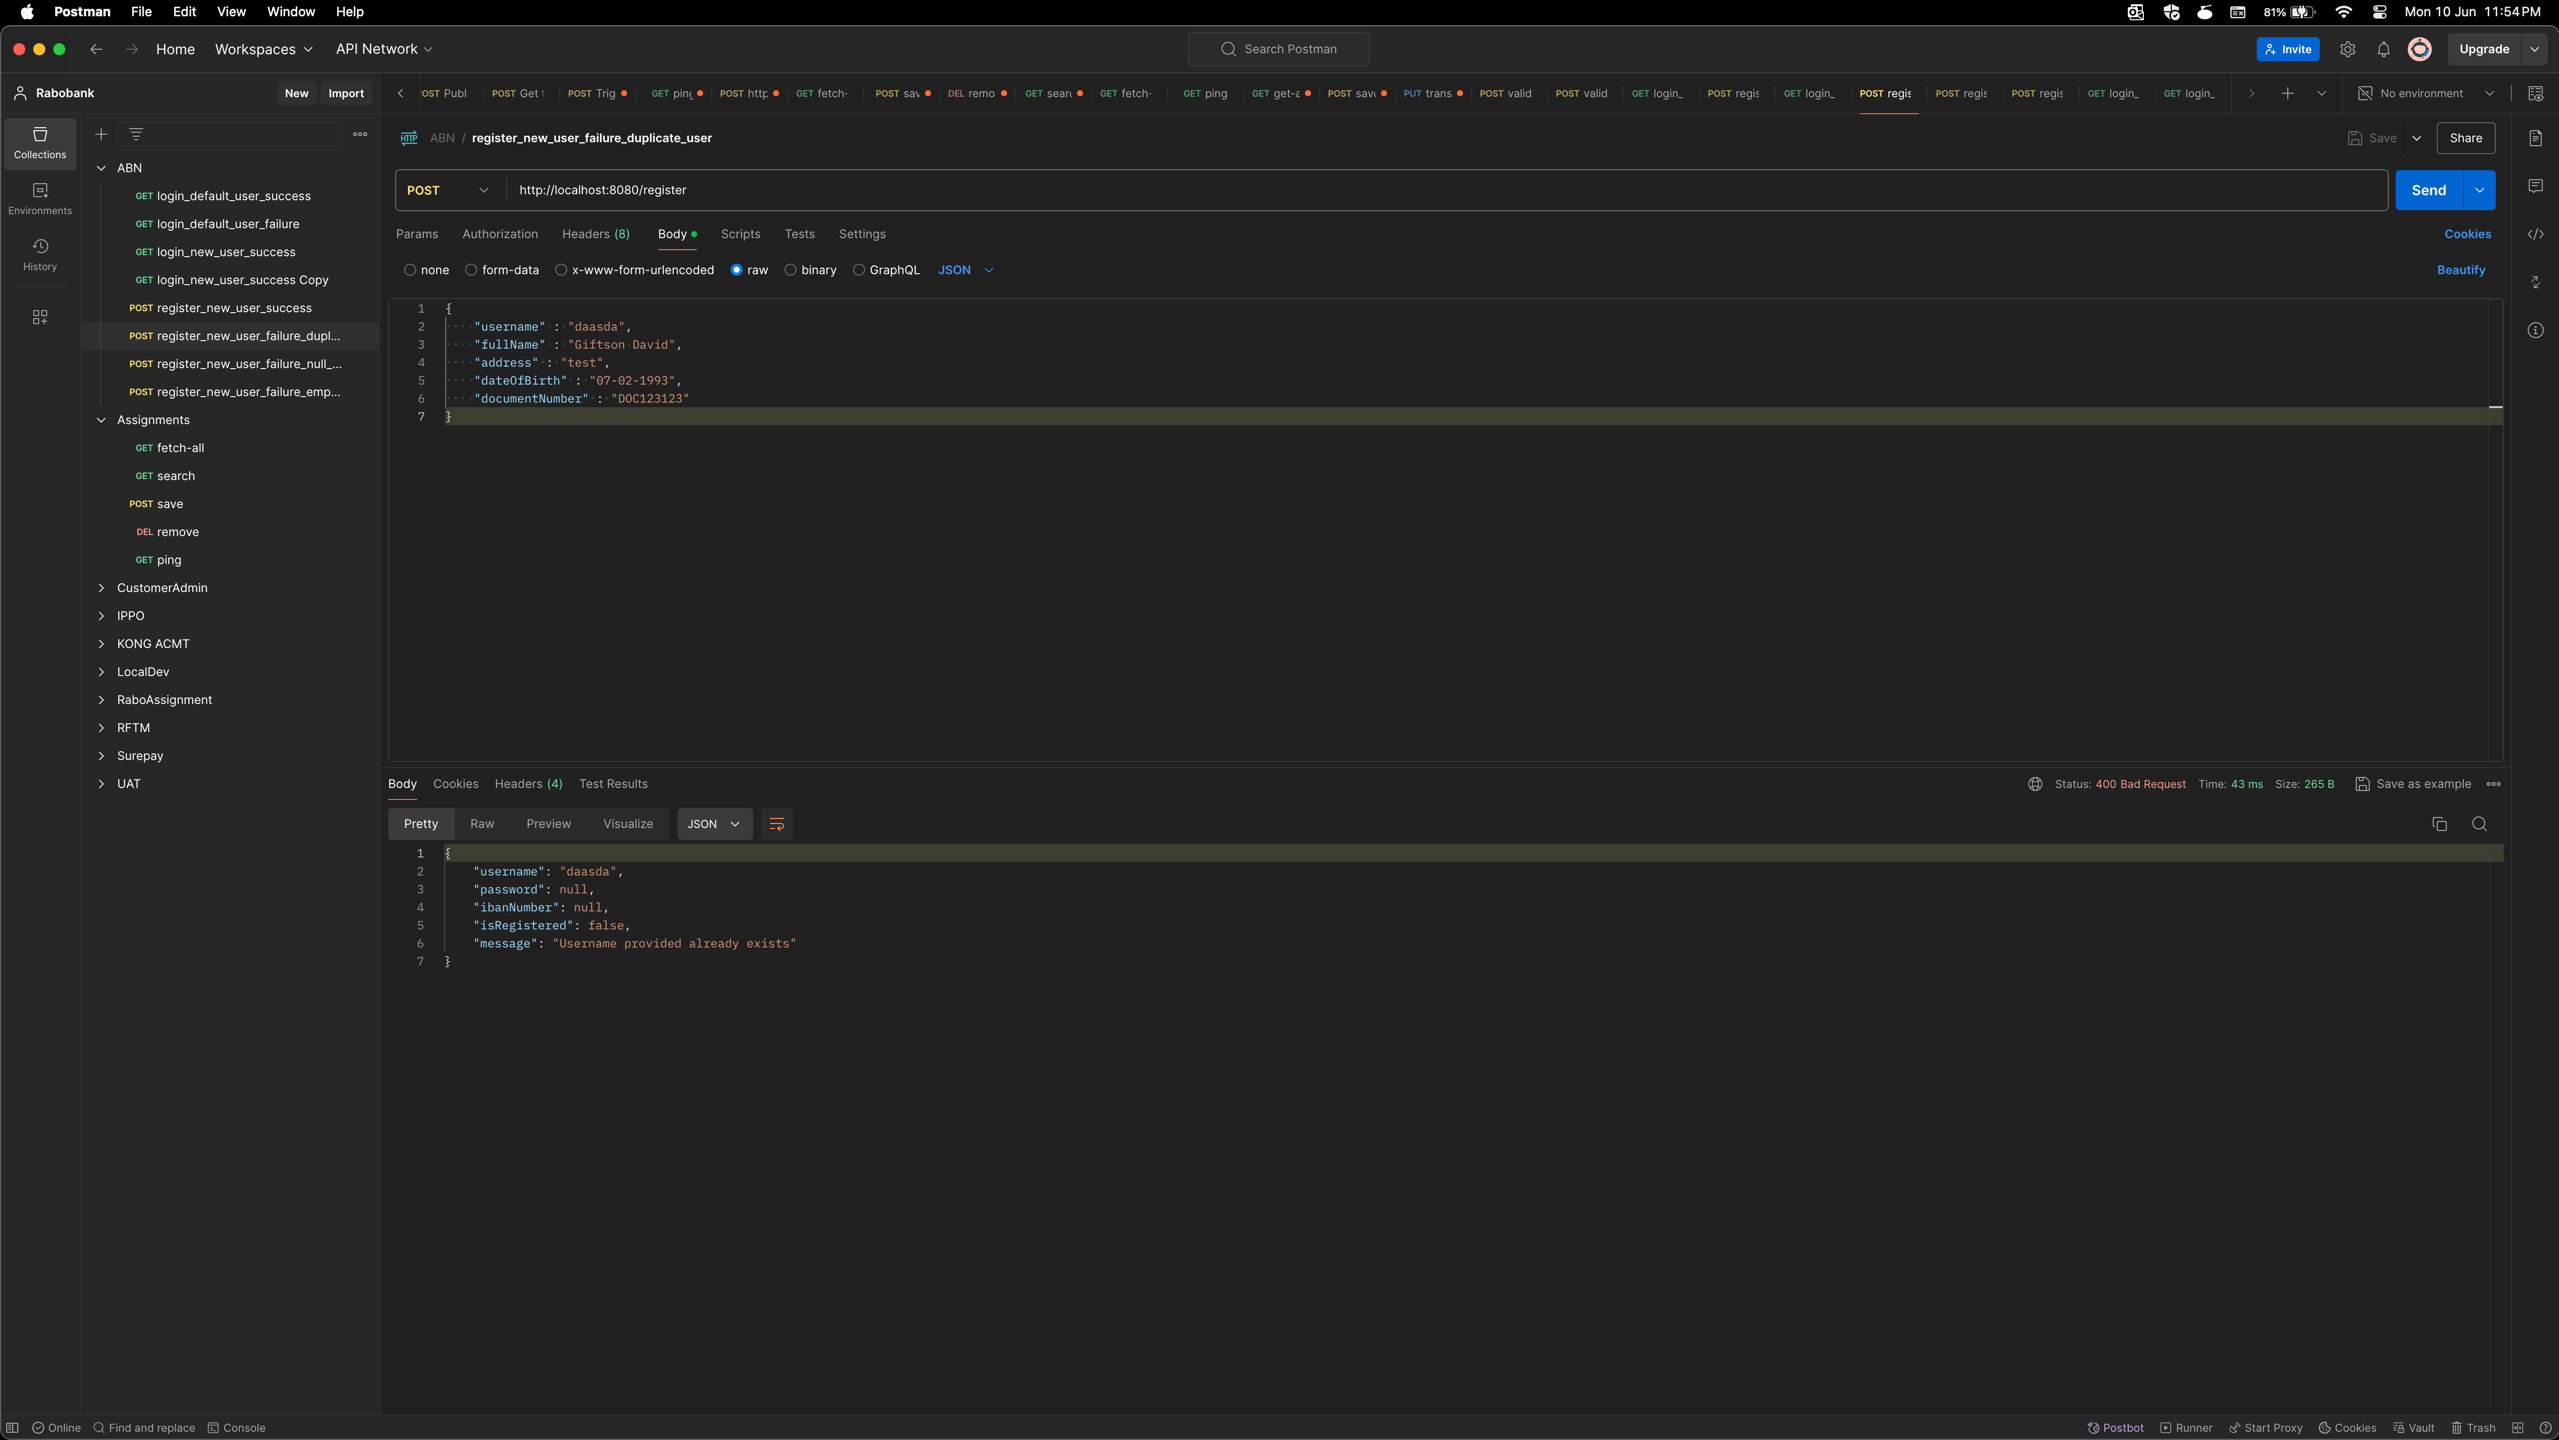 Postman File Edit View Window Help 81% Mon 10 Jun 11:54 PM
Home Workspaces API Network Search Postman Invite Upgrade
Rabobank New Import
OST Publ POST Get POST Trig GET ping POST http GET fetch- POST sav DEL remo GET sear GET fetch- GET ping GET get-a POST save PUT trans POST valid POST valid GET login_ POST regis GET login_ POST regis POST regis POST regis GET login_ GET login_ No environment
Collections
Environments
History
ABN
GET login_default_user_success
GET login_default_user_failure
GET login_new_user_success
GET login_new_user_success Copy
POST register_new_user_success
POST register_new_user_failure_dupl...
POST register_new_user_failure_null_...
POST register_new_user_failure_emp...
Assignments
GET fetch-all
GET search
POST save
DEL remove
GET ping
CustomerAdmin
IPPO
KONG ACMT
LocalDev
RaboAssignment
RFTM
Surepay
UAT
HTTP ABN / register_new_user_failure_duplicate_user Save Share
POST http://localhost:8080/register Send
Params Authorization Headers (8) Body Scripts Tests Settings Cookies
none form-data x-www-form-urlencoded raw binary GraphQL JSON Beautify
1 {
2 "username" : "daasda",
3 "fullName" : "Giftson David",
4 "address" : "test",
5 "dateOfBirth" : "07-02-1993",
6 "documentNumber" : "DOC123123"
7 }
Body Cookies Headers (4) Test Results Status: 400 Bad Request Time: 43 ms Size: 265 B Save as example
Pretty Raw Preview Visualize JSON
1 {
2 "username": "daasda",
3 "password": null,
4 "ibanNumber": null,
5 "isRegistered": false,
6 "message": "Username provided already exists"
7 }
Online Find and replace Console Postbot Runner Start Proxy Cookies Vault Trash